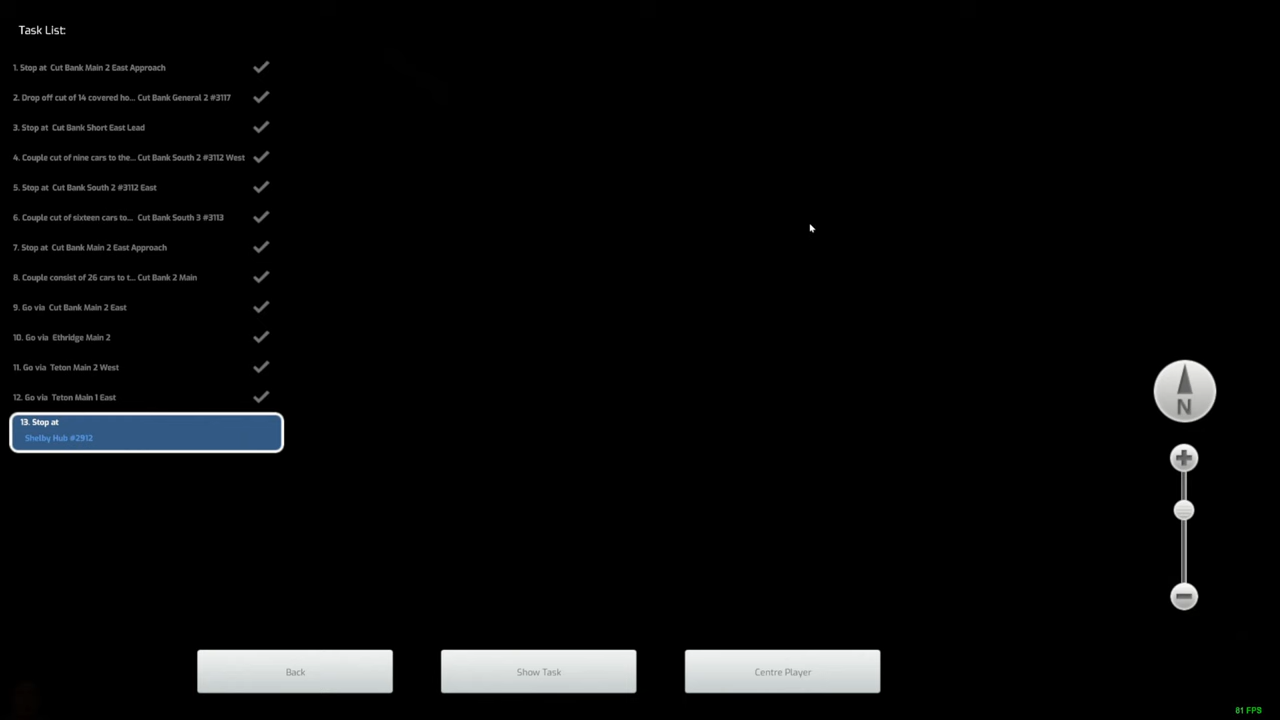 Task List:
1. Stop at Cut Bank Main 2 East Approach
2. Drop off cut of 14 covered ho... Cut Bank General 2 #3117
3. Stop at Cut Bank Short East Lead
4. Couple cut of nine cars to the... Cut Bank South 2 #3112 West
5. Stop at Cut Bank South 2 #3112 East
6. Couple cut of sixteen cars to... Cut Bank South 3 #3113
7. Stop at Cut Bank Main 2 East Approach
8. Couple consist of 26 cars to t... Cut Bank 2 Main
9. Go via Cut Bank Main 2 East
10. Go via Ethridge Main 2
11. Go via Teton Main 2 West
12. Go via Teton Main 1 East
13. Stop at
Shelby Hub #2912
N
Back
Show Task
Centre Player
81 FPS